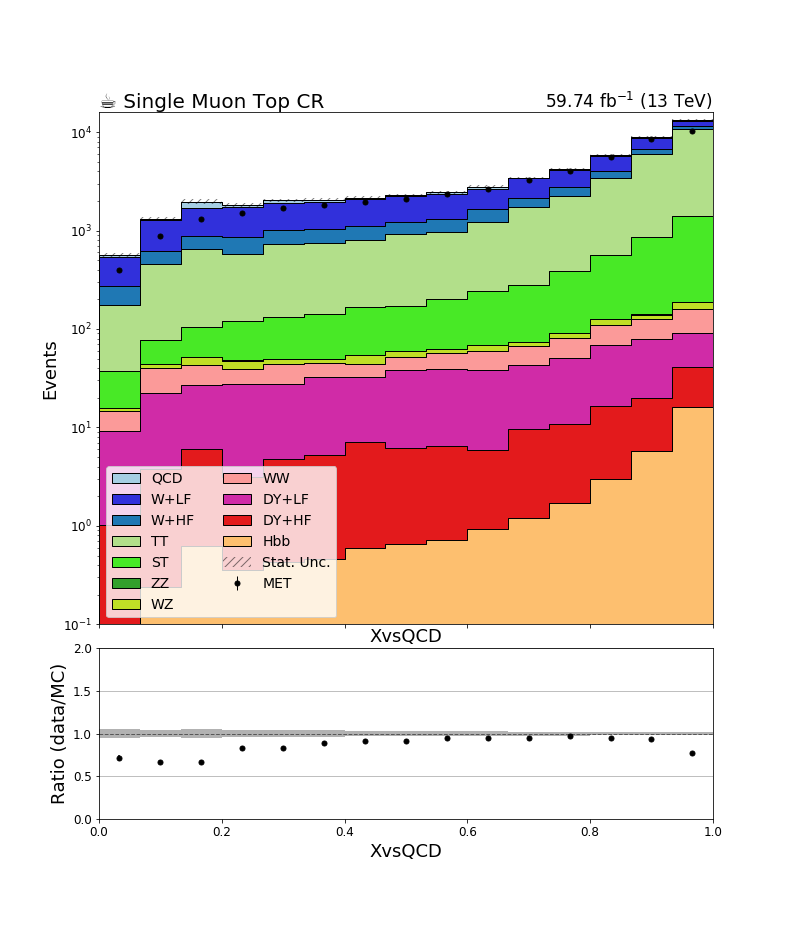 ☕ Single Muon Top CR
59.74 fb⁻¹ (13 TeV)
Events
10⁴
10³
10²
10¹
10⁰
10⁻¹
QCD
W+LF
W+HF
TT
ST
ZZ
WZ
WW
DY+LF
DY+HF
Hbb
Stat. Unc.
MET
XvsQCD
Ratio (data/MC)
2.0
1.5
1.0
0.5
0.0
0.0 0.2 0.4 0.6 0.8 1.0
XvsQCD